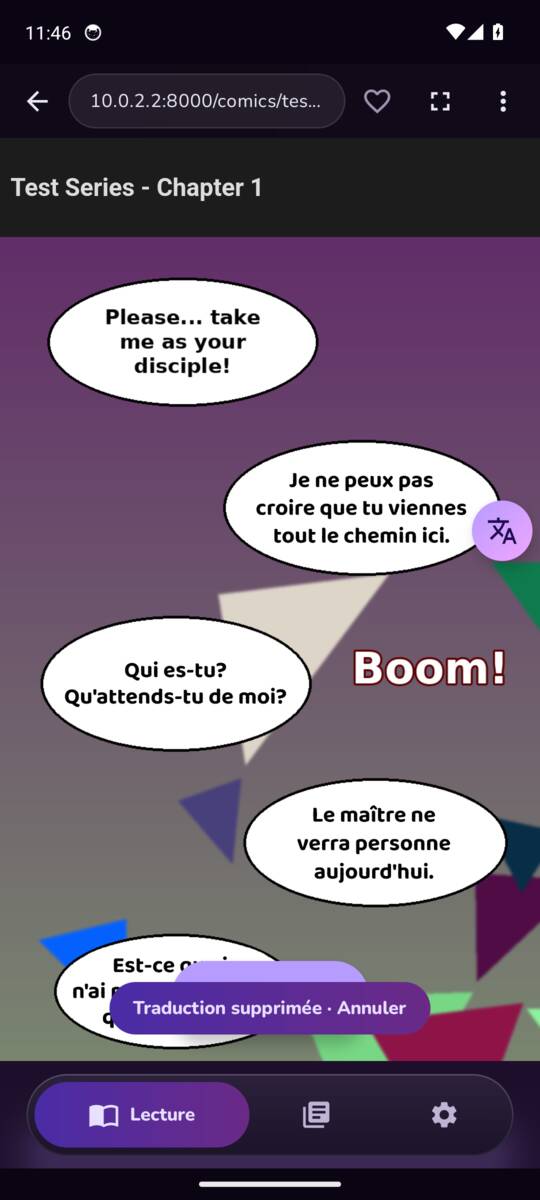 11:46
10.0.2.2:8000/comics/tes...
Test Series - Chapter 1
Please... take
me as your
disciple!
Je ne peux pas
croire que tu viennes
tout le chemin ici.
Qui es-tu?
Qu'attends-tu de moi?
Boom!
Le maître ne
verra personne
aujourd'hui.
Est-ce
n'ai
Traduction supprimée · Annuler
Lecture